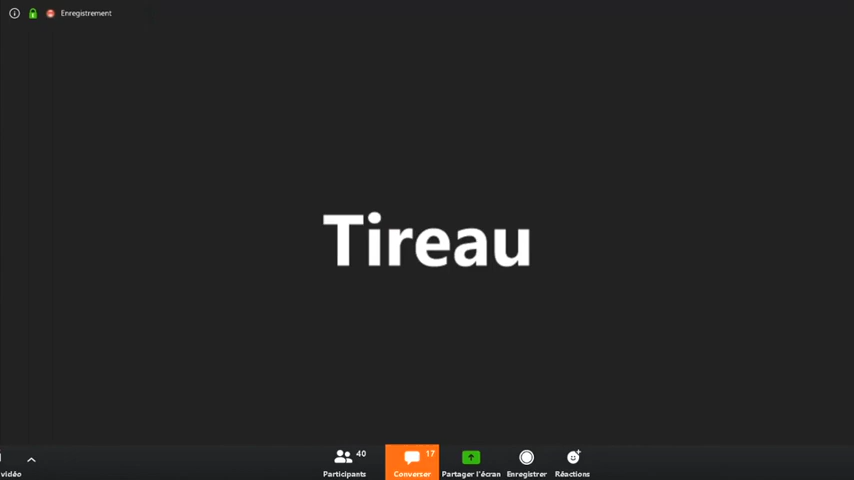 Enregistrement
Tireau
40
17
vidéo
Participants
Converser
Partager l'écran
Enregistrer
Réactions